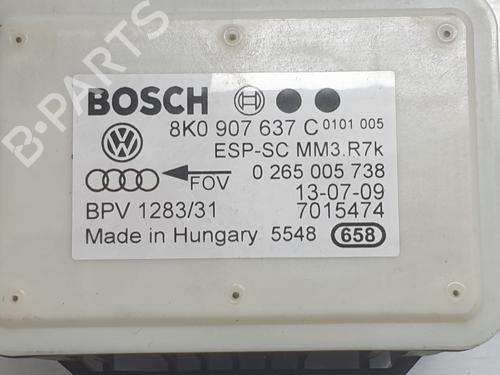 BOSCH
8K0 907 637 C 0101 005
ESP-SC MM3.R7k
FOV 0 265 005 738
13-07-09
BPV 1283/31 7015474
Made in Hungary 5548 658
B-PARTS